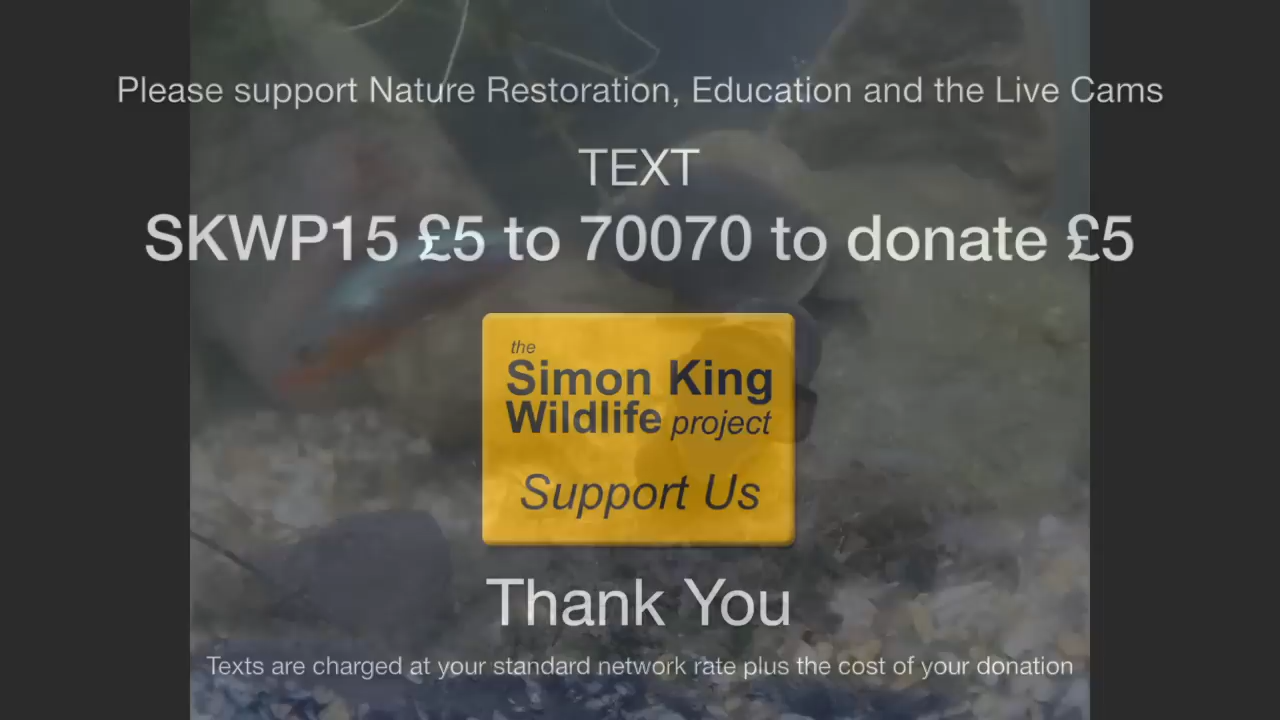 Please support Nature Restoration, Education and the Live Cams
TEXT
SKWP15 £5 to 70070 to donate £5
the
Simon King
Wildlife project
Support Us
Thank You
Texts are charged at your standard network rate plus the cost of your donation